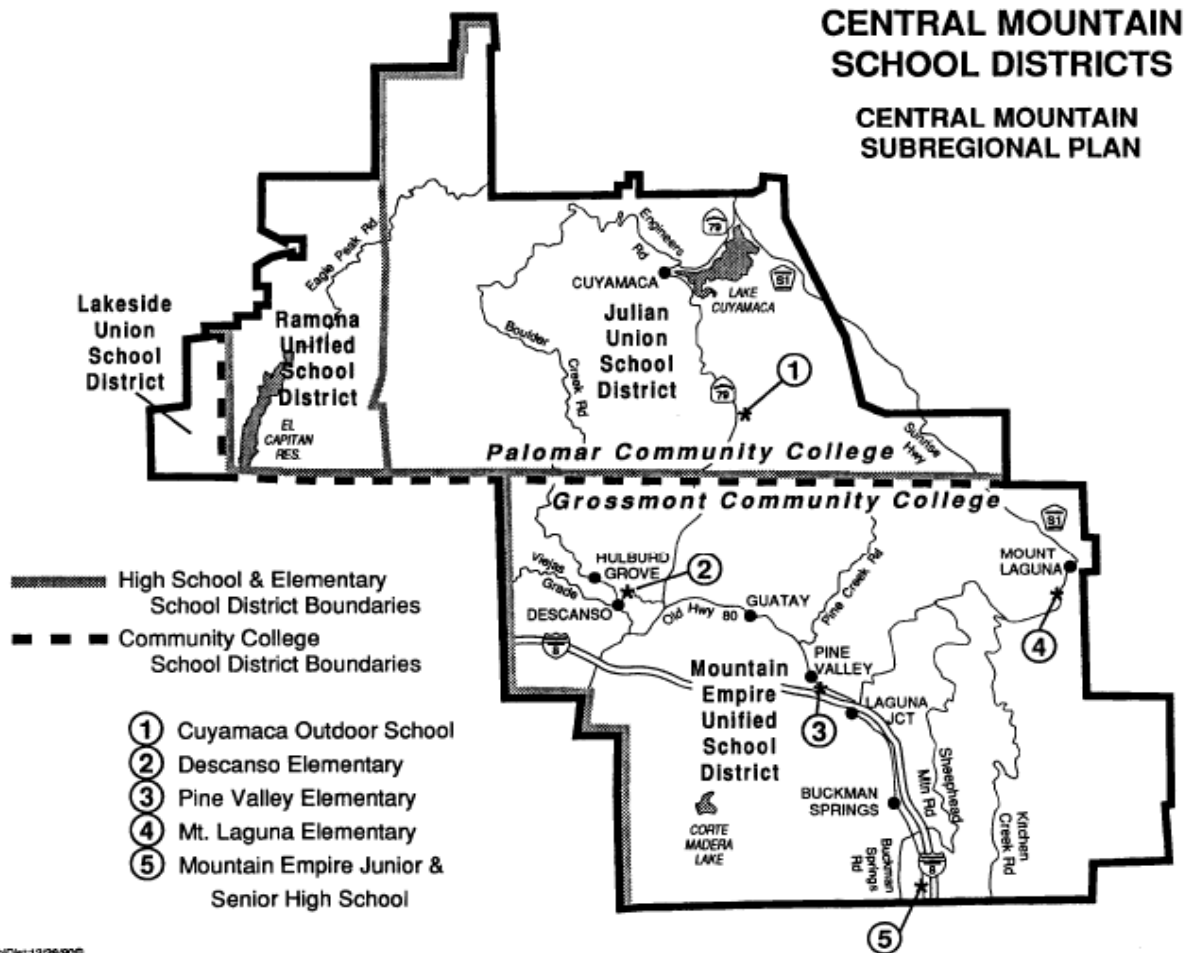 CENTRAL MOUNTAIN
SCHOOL DISTRICTS
CENTRAL MOUNTAIN
SUBREGIONAL PLAN
Eagle Peak Rd
Engineers
Rd
79
S1
CUYAMACA
LAKE
CUYAMACA
Lakeside
Union
School
District
Ramona
Unified
School
District
Julian
Union
School
District
Boulder
Creek Rd
79
1
EL
CAPITAN
RES.
Sunrise
Hwy
Palomar Community College
Grossmont Community College
S1
MOUNT
LAGUNA
HULBURD
GROVE
2
Viejas
Grade
DESCANSO
Old Hwy 80
GUATAY
Pine Creek Rd
4
8
PINE
VALLEY
Mountain
Empire
Unified
School
District
3
LAGUNA
JCT
BUCKMAN
SPRINGS
Sheephead
Mtn Rd
Kitchen
Creek Rd
CORTE
MADERA
LAKE
Buckman
Springs
Rd
8
5
High School & Elementary
School District Boundaries
Community College
School District Boundaries
1 Cuyamaca Outdoor School
2 Descanso Elementary
3 Pine Valley Elementary
4 Mt. Laguna Elementary
5 Mountain Empire Junior &
Senior High School